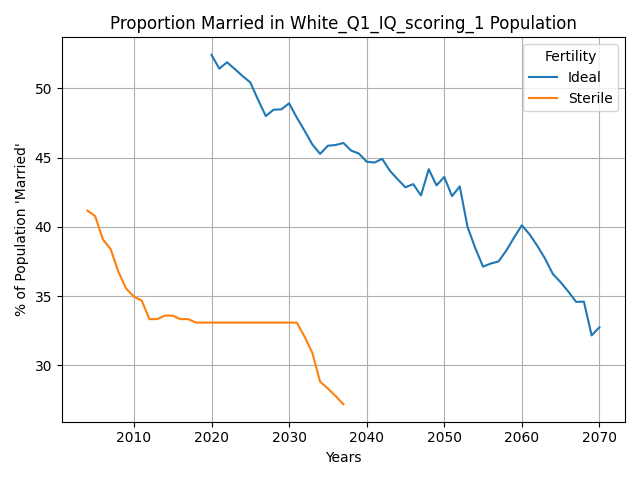 Proportion Married in White_Q1_IQ_scoring_1 Population
Fertility
Ideal
Sterile
% of Population 'Married'
50
45
40
35
30
2010 2020 2030 2040 2050 2060 2070
Years